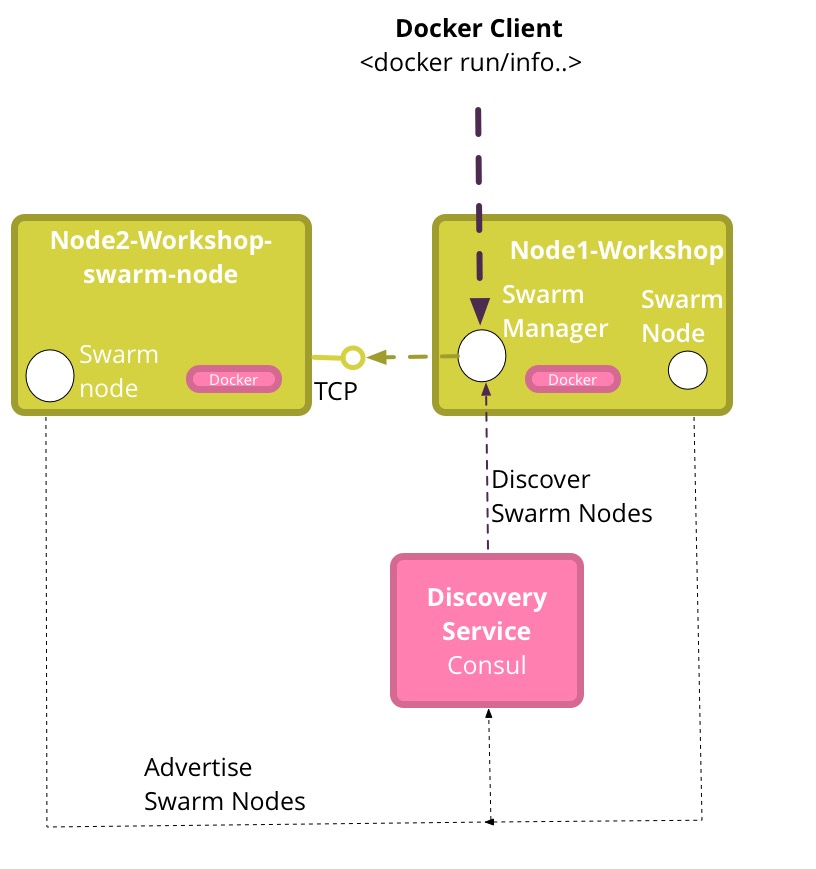 Docker Client
<docker run/info..>
Node2-Workshop-
swarm-node
Swarm
node
Docker
TCP
Node1-Workshop
Swarm
Manager
Swarm
Node
Docker
Discover
Swarm Nodes
Discovery
Service
Consul
Advertise
Swarm Nodes